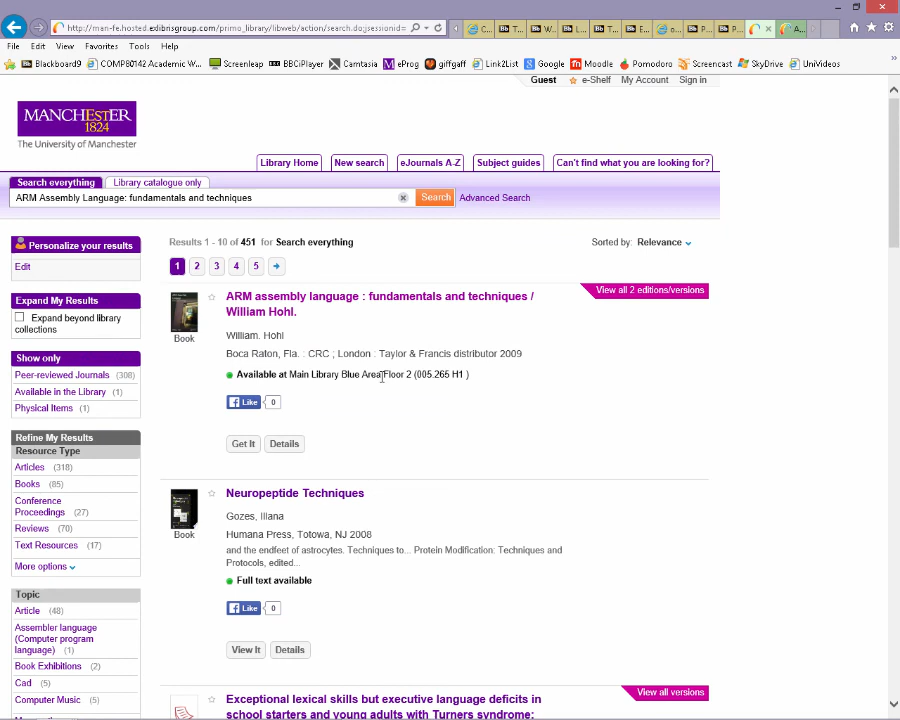 http://man-fe.hosted.exlibrisgroup.com/primo_library/libweb/action/search.do;jsessionid=
File Edit View Favorites Tools Help
Blackboard9 COMP80142 Academic W... Screenleap BBCiPlayer Camtasia eProg giffgaff Link2List Google Moodle Pomodoro Screencast SkyDrive UniVideos
Guest e-Shelf My Account Sign in
MANCHESTER
1824
The University of Manchester
Library Home New search eJournals A-Z Subject guides Can't find what you are looking for?
Search everything Library catalogue only
ARM Assembly Language: fundamentals and techniques Search Advanced Search
Personalize your results
Edit
Expand My Results
Expand beyond library
collections
Show only
Peer-reviewed Journals (308)
Available in the Library (1)
Physical Items (1)
Refine My Results
Resource Type
Articles (318)
Books (85)
Conference
Proceedings (27)
Reviews (70)
Text Resources (17)
More options
Topic
Article (48)
Assembler language
(Computer program
language) (1)
Book Exhibitions (2)
Cad (5)
Computer Music (5)
Results 1 - 10 of 451 for Search everything
Sorted by: Relevance
1 2 3 4 5
View all 2 editions/versions
ARM assembly language : fundamentals and techniques /
William Hohl.
Book
William. Hohl
Boca Raton, Fla. : CRC ; London : Taylor & Francis distributor 2009
Available at Main Library Blue Area Floor 2 (005.265 H1 )
Like 0
Get It Details
Neuropeptide Techniques
Book
Gozes, Illana
Humana Press, Totowa, NJ 2008
and the endfeet of astrocytes. Techniques to... Protein Modification: Techniques and
Protocols, edited...
Full text available
Like 0
View It Details
View all versions
Exceptional lexical skills but executive language deficits in
school starters and young adults with Turners syndrome: